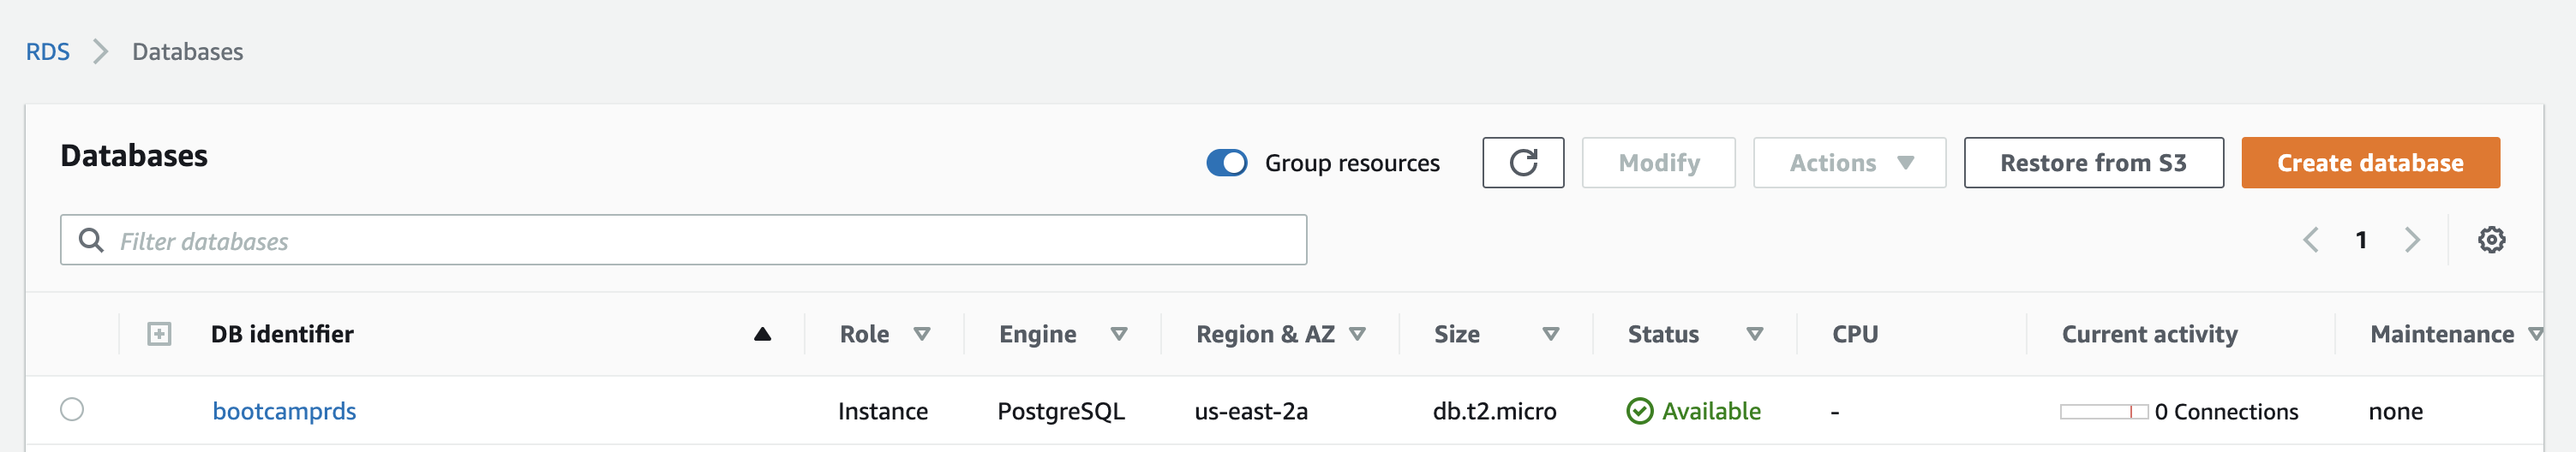 RDS Databases
Databases Group resources Modify Actions Restore from S3 Create database
Filter databases 1
DB identifier Role Engine Region & AZ Size Status CPU Current activity Maintenance
bootcamprds Instance PostgreSQL us-east-2a db.t2.micro Available - 0 Connections none